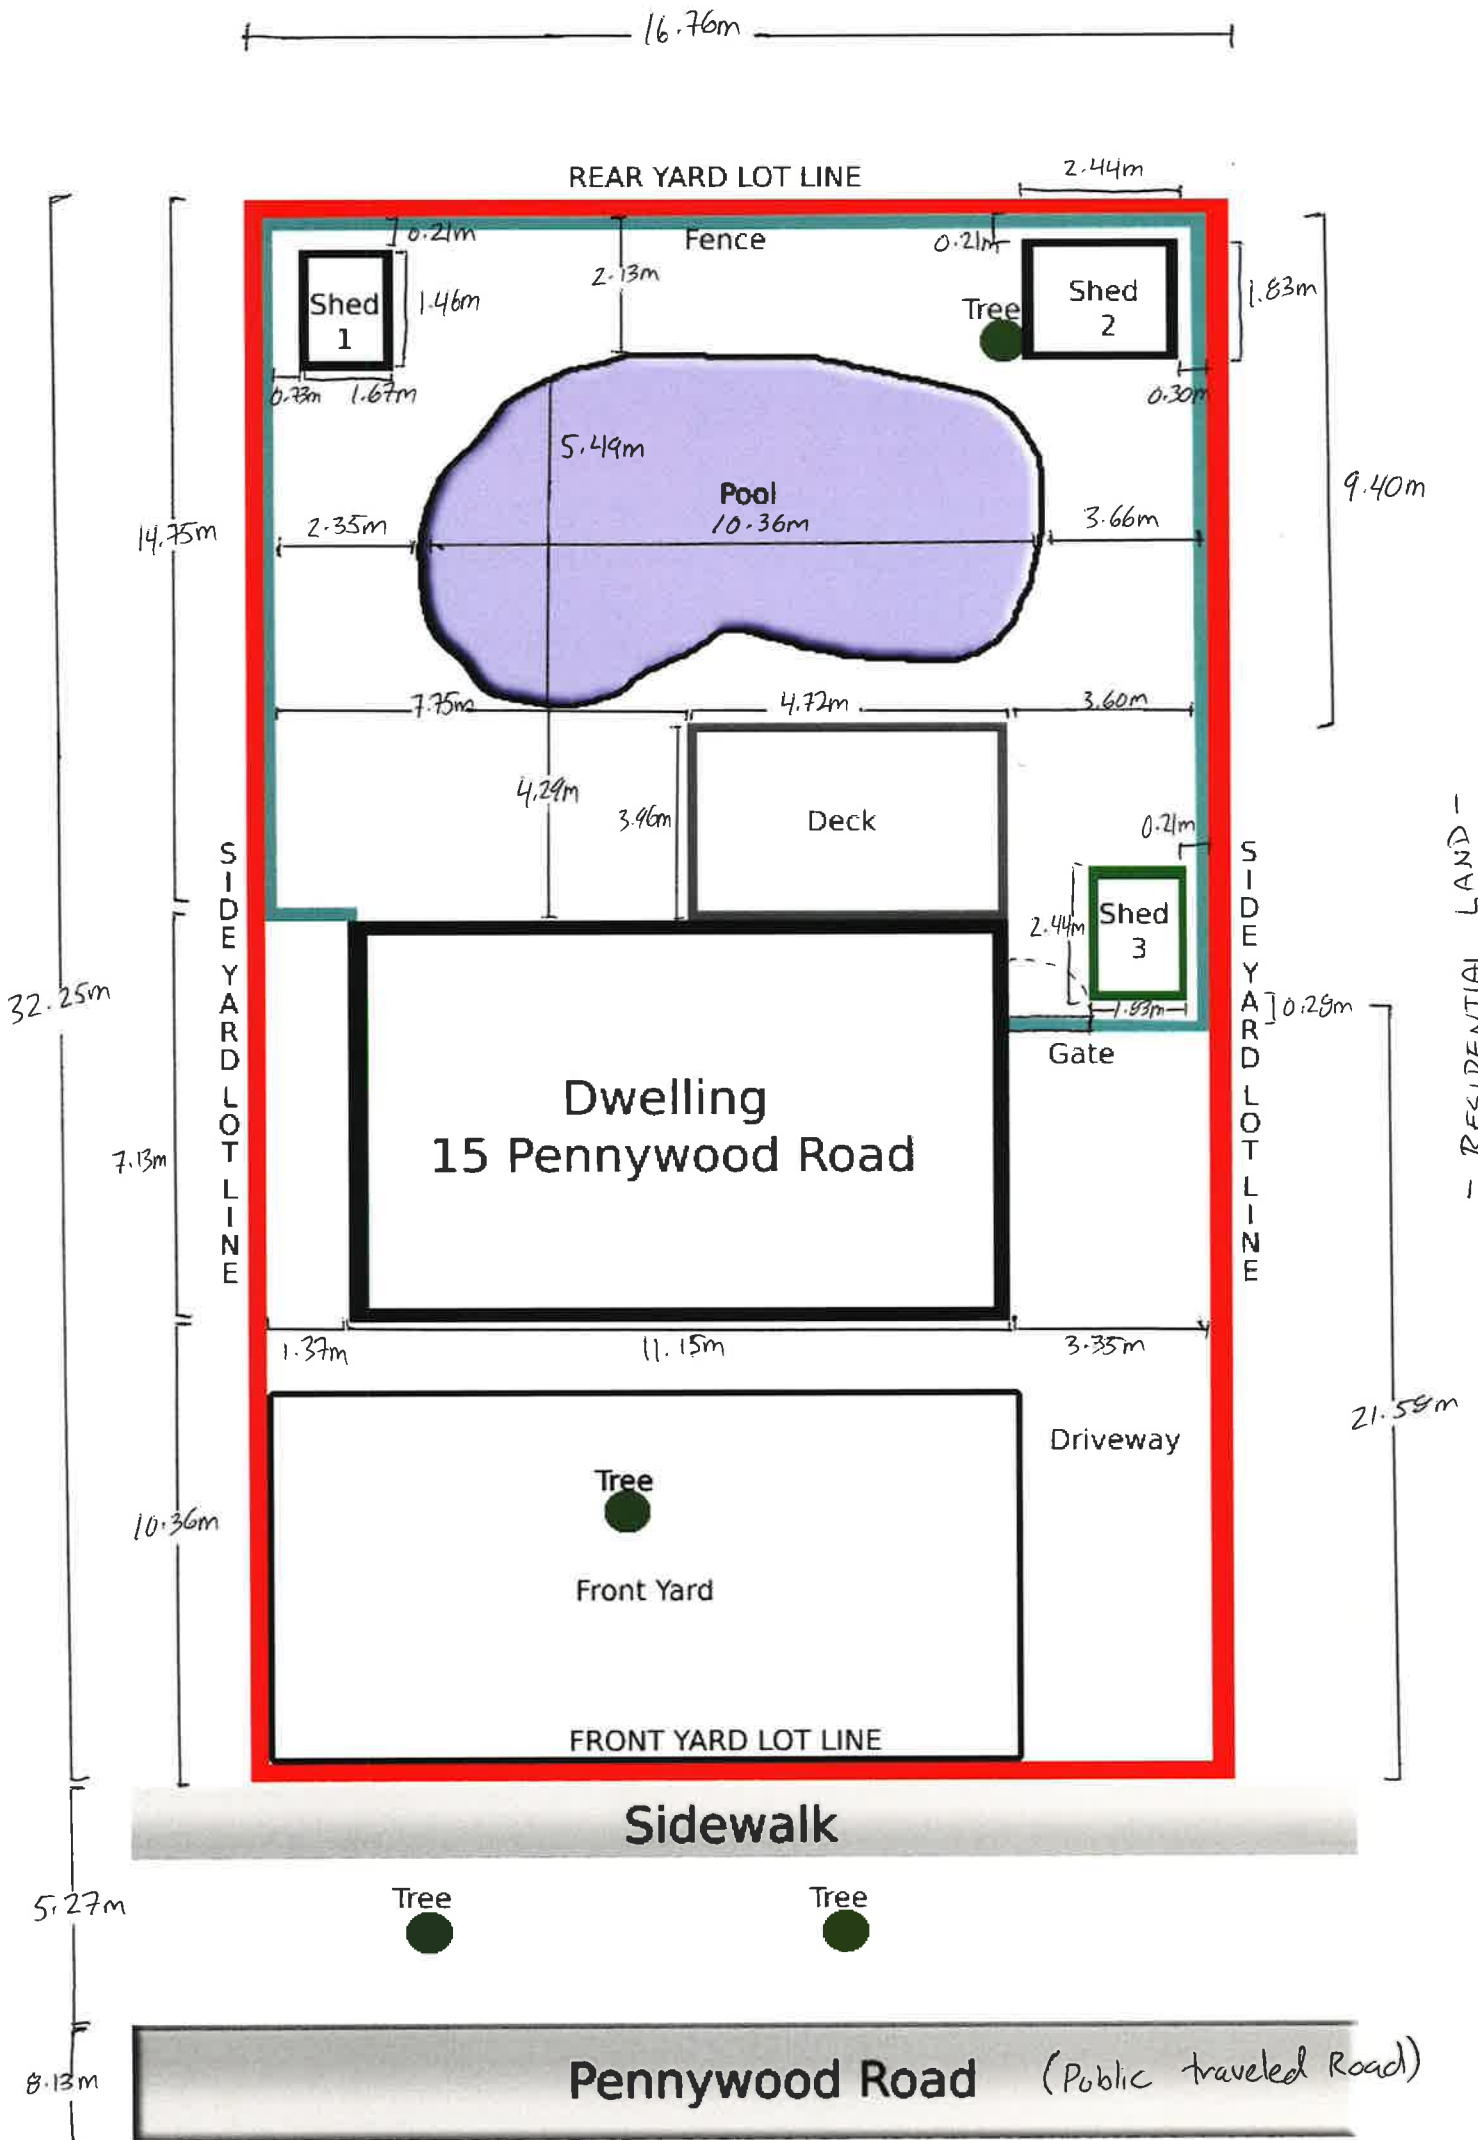 16.76m
REAR YARD LOT LINE
2.44m
0.21m
Fence
0.21m
2.13m
Shed
1
1.46m
Tree
Shed
2
1.83m
0.73m
1.67m
0.30m
5.49m
Pool
10.36m
2.35m
3.66m
9.40m
14.75m
7.75m
4.72m
3.60m
4.29m
3.96m
Deck
0.21m
Shed
3
2.44m
1.83m
0.28m
Gate
SIDE YARD LOT LINE
SIDE YARD LOT LINE
- RESIDENTIAL LAND -
32.25m
Dwelling
15 Pennywood Road
7.13m
1.37m
11.15m
3.35m
21.58m
Driveway
Tree
10.36m
Front Yard
FRONT YARD LOT LINE
Sidewalk
5.27m
Tree
Tree
8.13m
Pennywood Road (Public traveled Road)